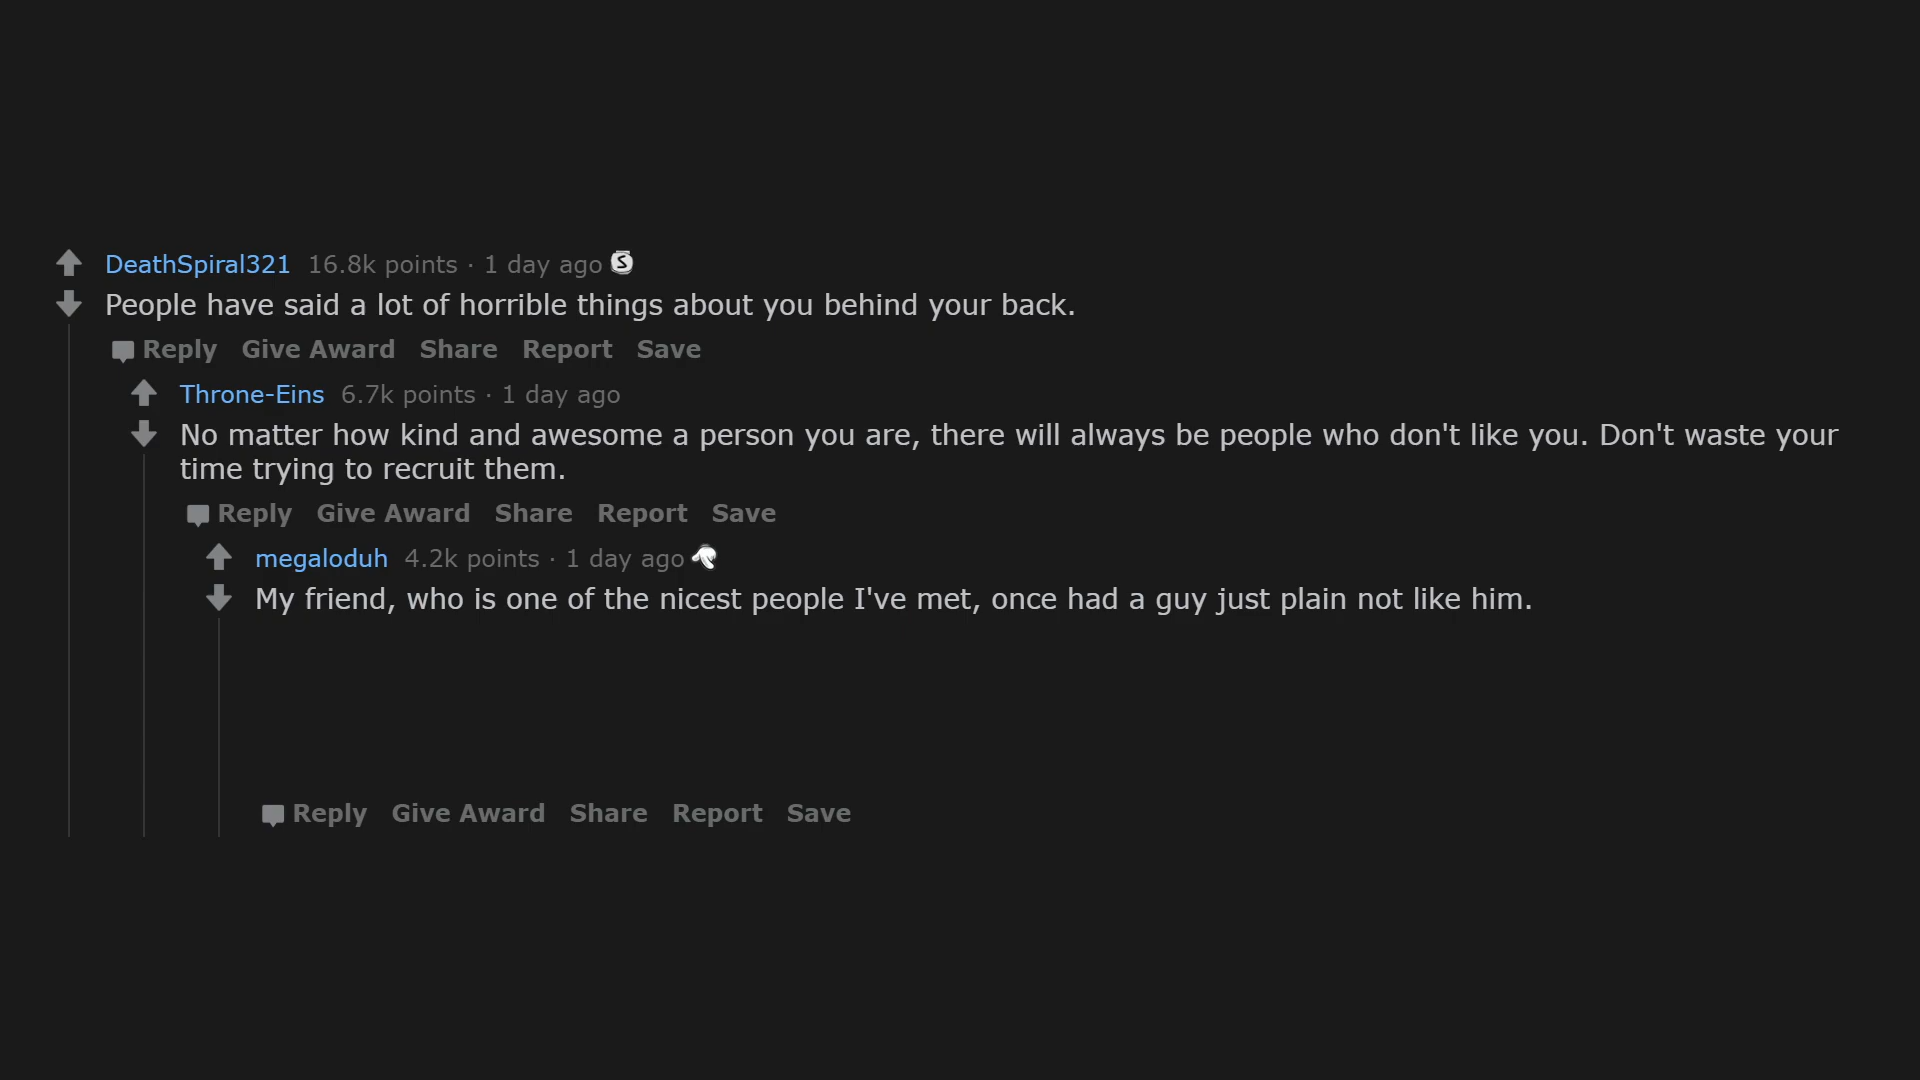 DeathSpiral321 16.8k points · 1 day ago S
People have said a lot of horrible things about you behind your back.
Reply Give Award Share Report Save
Throne-Eins 6.7k points · 1 day ago
No matter how kind and awesome a person you are, there will always be people who don't like you. Don't waste your
time trying to recruit them.
Reply Give Award Share Report Save
megaloduh 4.2k points · 1 day ago
My friend, who is one of the nicest people I've met, once had a guy just plain not like him.
Reply Give Award Share Report Save